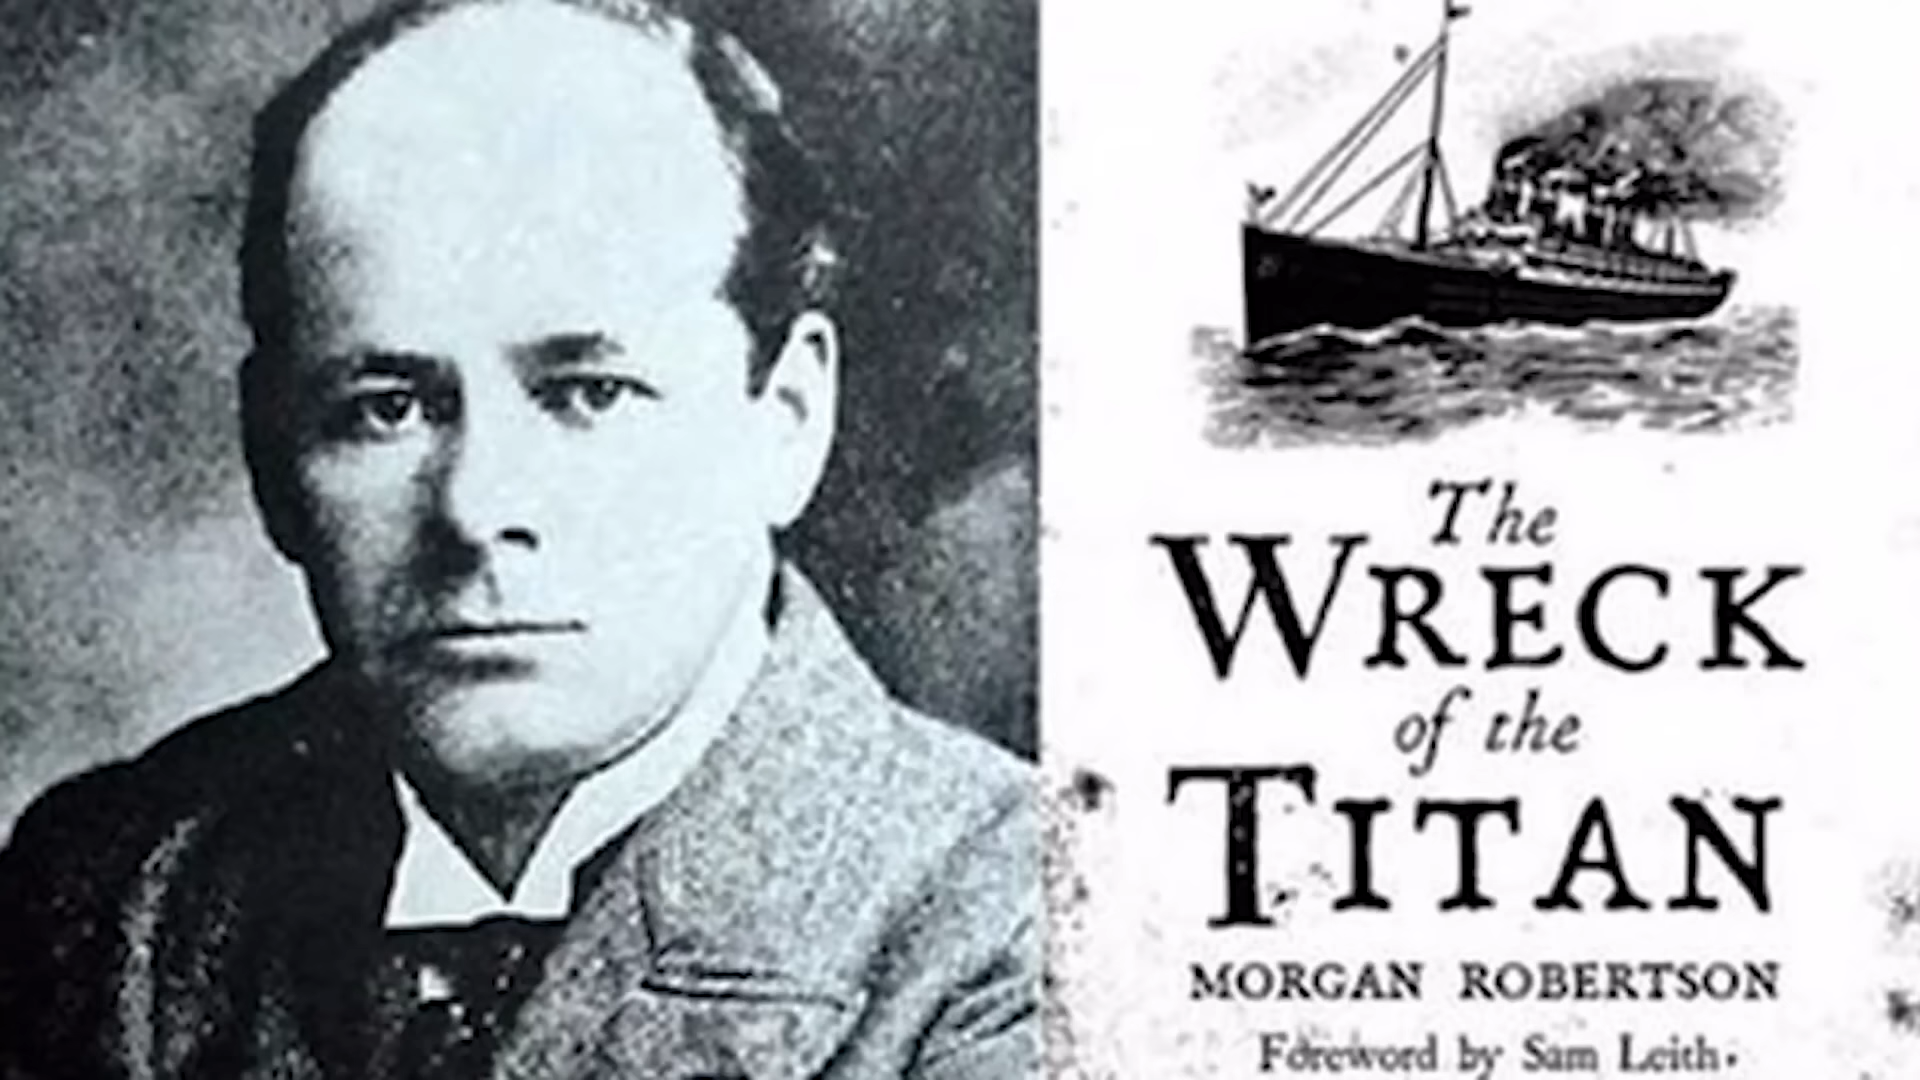 The
WRECK
of the
TITAN
MORGAN ROBERTSON
Foreword by Sam Leith